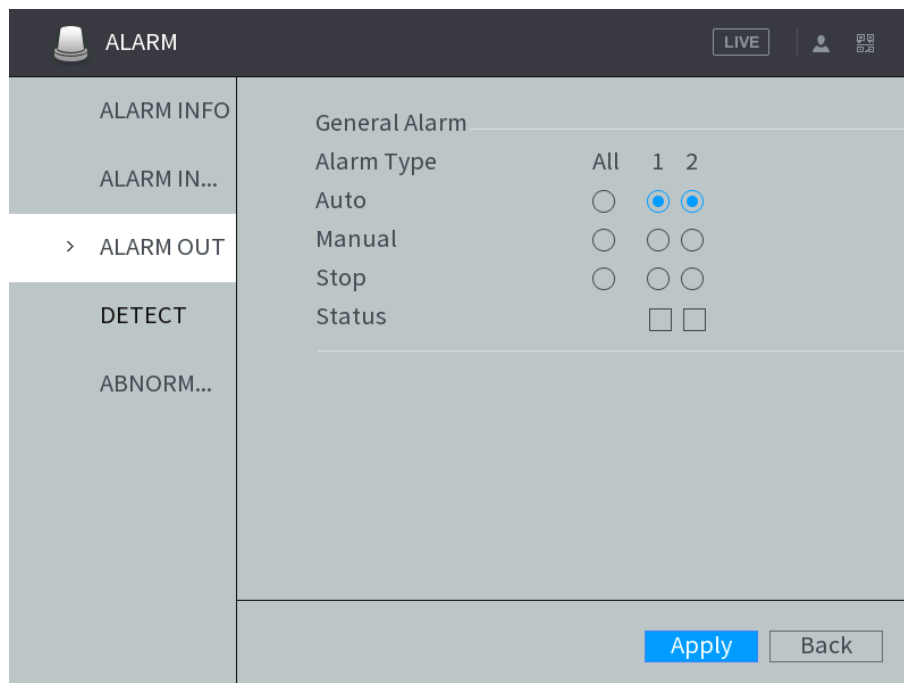 ALARM
LIVE
ALARM INFO
ALARM IN...
> ALARM OUT
DETECT
ABNORM...
General Alarm
Alarm Type All 1 2
Auto
Manual
Stop
Status
Apply Back